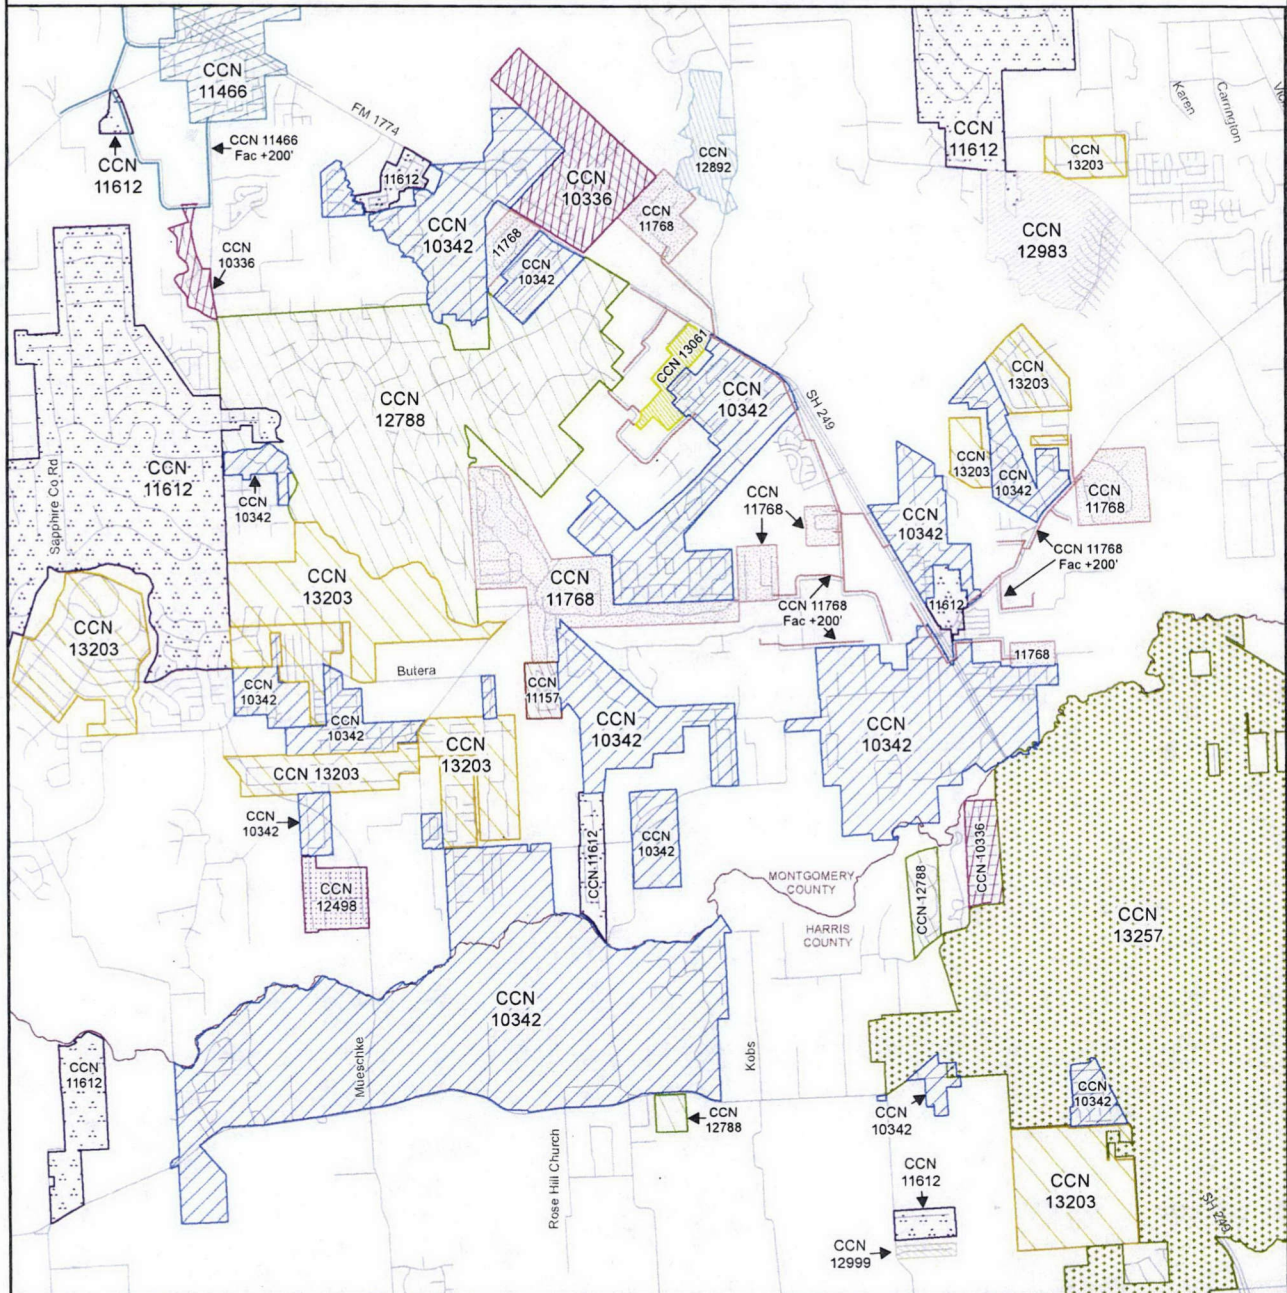 CCN
11466
FM 1774
CCN
11612
CCN 11466
Fac +200'
11612
CCN
10336
CCN
12892
CCN
11612
CCN
13203
Karen
Carrington
CCN
10342
CCN
11768
CCN
12983
CCN
10336
11768
CCN
10342
CCN 13061
CCN
12788
CCN
10342
SH 249
CCN
13203
CCN
11612
CCN
10342
Sapphire Co Rd
CCN
13203
CCN
10342
CCN
11768
CCN
11768
CCN
10342
CCN 11768
Fac +200'
CCN
13203
CCN
11768
CCN 11768
Fac +200'
11612
CCN
13203
Butera
11768
CCN
10342
CCN
11157
CCN
10342
CCN
10342
CCN
10342
CCN
13203
CCN 13203
CCN
10342
CCN 11612
CCN
10342
CCN 10336
MONTGOMERY
COUNTY
CCN
12498
CCN 12788
HARRIS
COUNTY
CCN
13257
CCN
10342
Mueschke
Kobs
CCN
11612
CCN
10342
CCN
12788
CCN
10342
Rose Hill Church
CCN
11612
CCN
13203
SH 249
CCN
12999